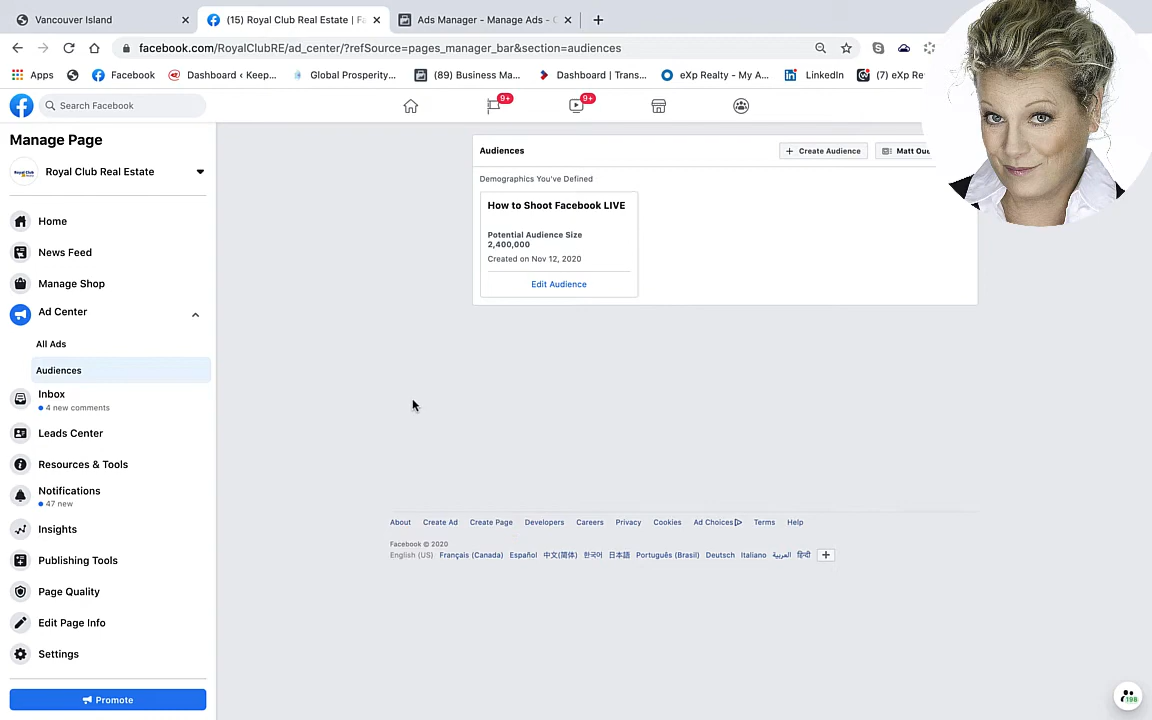 Vancouver Island
(15) Royal Club Real Estate | Fa
Ads Manager - Manage Ads -
facebook.com/RoyalClubRE/ad_center/?refSource=pages_manager_bar&section=audiences
Apps
Facebook
Dashboard ‹ Keep...
Global Prosperity...
(89) Business Ma...
Dashboard | Trans...
eXp Realty - My A...
LinkedIn
(7) eXp Re
Search Facebook
9+
9+
Manage Page
Royal Club Real Estate
Home
News Feed
Manage Shop
Ad Center
All Ads
Audiences
Inbox
4 new comments
Leads Center
Resources & Tools
Notifications
47 new
Insights
Publishing Tools
Page Quality
Edit Page Info
Settings
Promote
Audiences
+ Create Audience
Matt
Demographics You've Defined
How to Shoot Facebook LIVE
Potential Audience Size
2,400,000
Created on Nov 12, 2020
Edit Audience
About Create Ad Create Page Developers Careers Privacy Cookies Ad Choices Terms Help
Facebook © 2020
English (US) Français (Canada) Español 中文(简体) 한국어 日本語 Português (Brasil) Deutsch Italiano العربية हिन्दी +
198